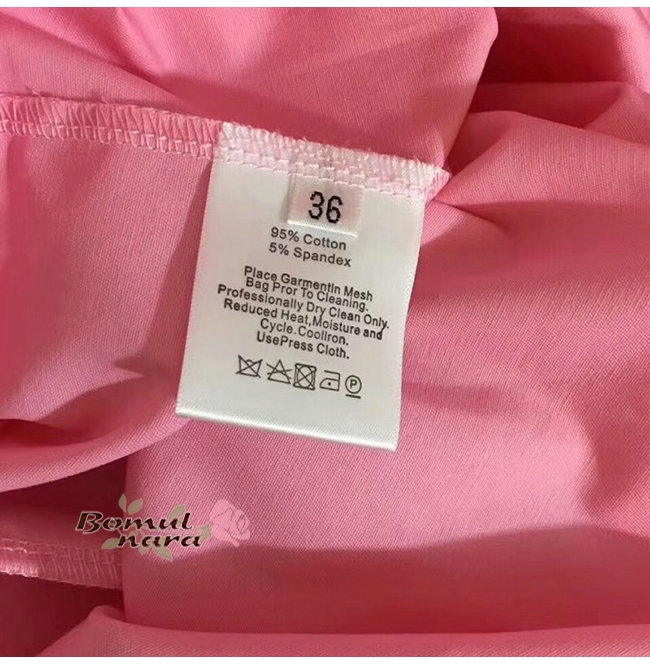 36
95% Cotton
5% Spandex
Place Garmentin Mesh
Bag Pror To Cleaning.
Professionally Dry Clean Only.
Reduced Heat,Moisture and
Cycle.CoolIron.
UsePress Cloth.
P
Bomul
nara